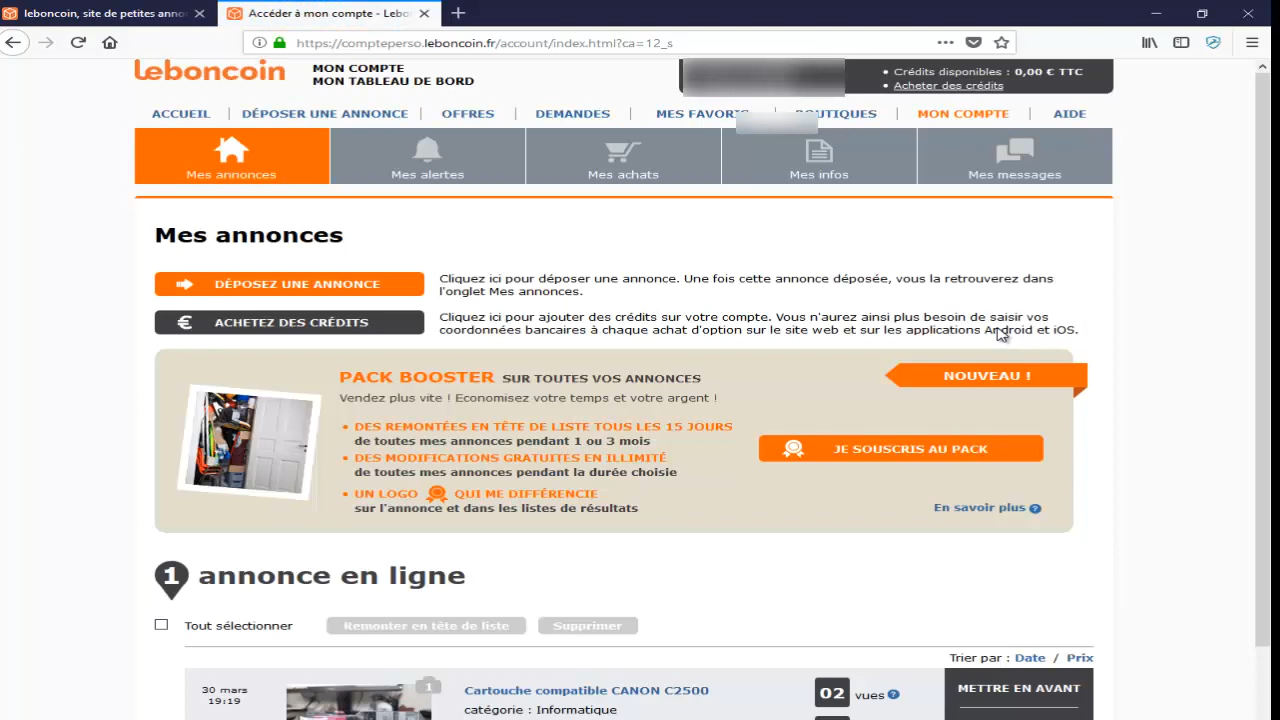 leboncoin, site de petites anno
Accéder à mon compte - Lebo
https://compteperso.leboncoin.fr/account/index.html?ca=12_s
leboncoin
MON COMPTE
MON TABLEAU DE BORD
• Crédits disponibles : 0,00 € TTC
• Acheter des crédits
ACCUEIL | DÉPOSER UNE ANNONCE | OFFRES | DEMANDES | MES FAVORIS | BOUTIQUES | MON COMPTE | AIDE
Mes annonces
Mes alertes
Mes achats
Mes infos
Mes messages
Mes annonces
DÉPOSEZ UNE ANNONCE
Cliquez ici pour déposer une annonce. Une fois cette annonce déposée, vous la retrouverez dans
l'onglet Mes annonces.
€ ACHETEZ DES CRÉDITS
Cliquez ici pour ajouter des crédits sur votre compte. Vous n'aurez ainsi plus besoin de saisir vos
coordonnées bancaires à chaque achat d'option sur le site web et sur les applications Android et iOS.
PACK BOOSTER SUR TOUTES VOS ANNONCES
NOUVEAU !
Vendez plus vite ! Economisez votre temps et votre argent !
• DES REMONTÉES EN TÊTE DE LISTE TOUS LES 15 JOURS
de toutes mes annonces pendant 1 ou 3 mois
• DES MODIFICATIONS GRATUITES EN ILLIMITÉ
de toutes mes annonces pendant la durée choisie
• UN LOGO QUI ME DIFFÉRENCIE
sur l'annonce et dans les listes de résultats
JE SOUSCRIS AU PACK
En savoir plus ?
1 annonce en ligne
Tout sélectionner
Remonter en tête de liste
Supprimer
Trier par : Date / Prix
30 mars
19:19
1
Cartouche compatible CANON C2500
catégorie : Informatique
02 vues ?
METTRE EN AVANT